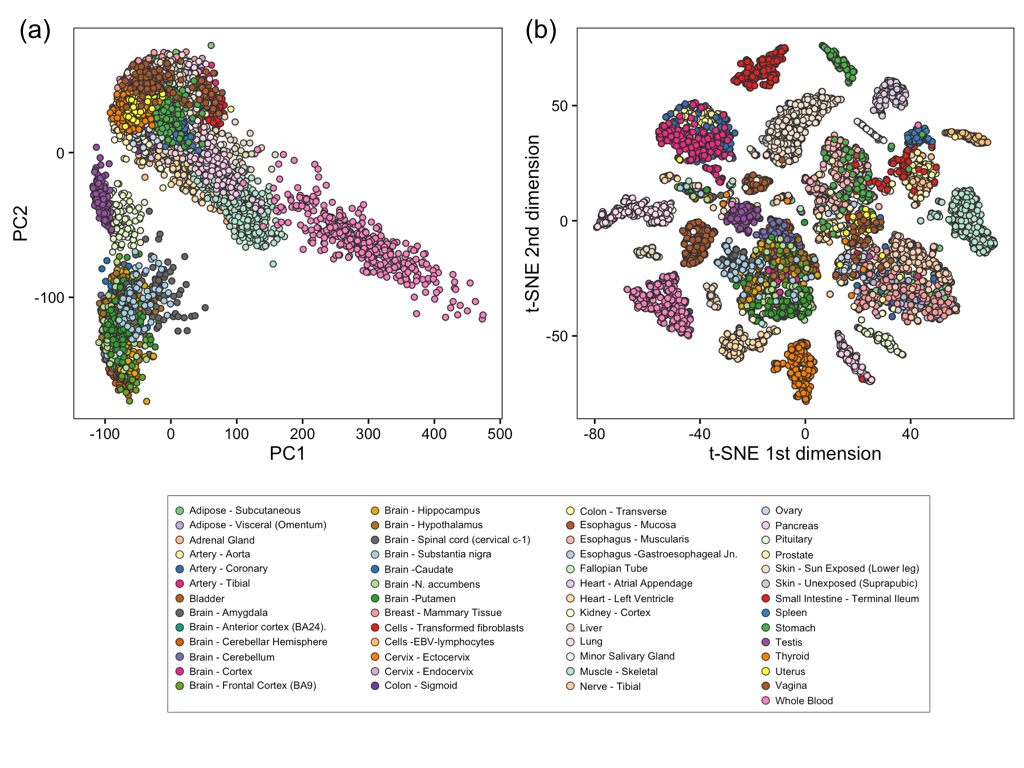 (a)
(b)
0
-100
PC2
-100
0
100
200
300
400
500
PC1
50
0
-50
t-SNE 2nd dimension
-80
-40
0
40
t-SNE 1st dimension
Adipose - Subcutaneous
Adipose - Visceral (Omentum)
Adrenal Gland
Artery - Aorta
Artery - Coronary
Artery - Tibial
Bladder
Brain - Amygdala
Brain - Anterior cortex (BA24).
Brain - Cerebellar Hemisphere
Brain - Cerebellum
Brain - Cortex
Brain - Frontal Cortex (BA9)
Brain - Hippocampus
Brain - Hypothalamus
Brain - Spinal cord (cervical c-1)
Brain - Substantia nigra
Brain -Caudate
Brain -N. accumbens
Brain -Putamen
Breast - Mammary Tissue
Cells - Transformed fibroblasts
Cells -EBV-lymphocytes
Cervix - Ectocervix
Cervix - Endocervix
Colon - Sigmoid
Colon - Transverse
Esophagus - Mucosa
Esophagus - Muscularis
Esophagus -Gastroesophageal Jn.
Fallopian Tube
Heart - Atrial Appendage
Heart - Left Ventricle
Kidney - Cortex
Liver
Lung
Minor Salivary Gland
Muscle - Skeletal
Nerve - Tibial
Ovary
Pancreas
Pituitary
Prostate
Skin - Sun Exposed (Lower leg)
Skin - Unexposed (Suprapubic)
Small Intestine - Terminal Ileum
Spleen
Stomach
Testis
Thyroid
Uterus
Vagina
Whole Blood